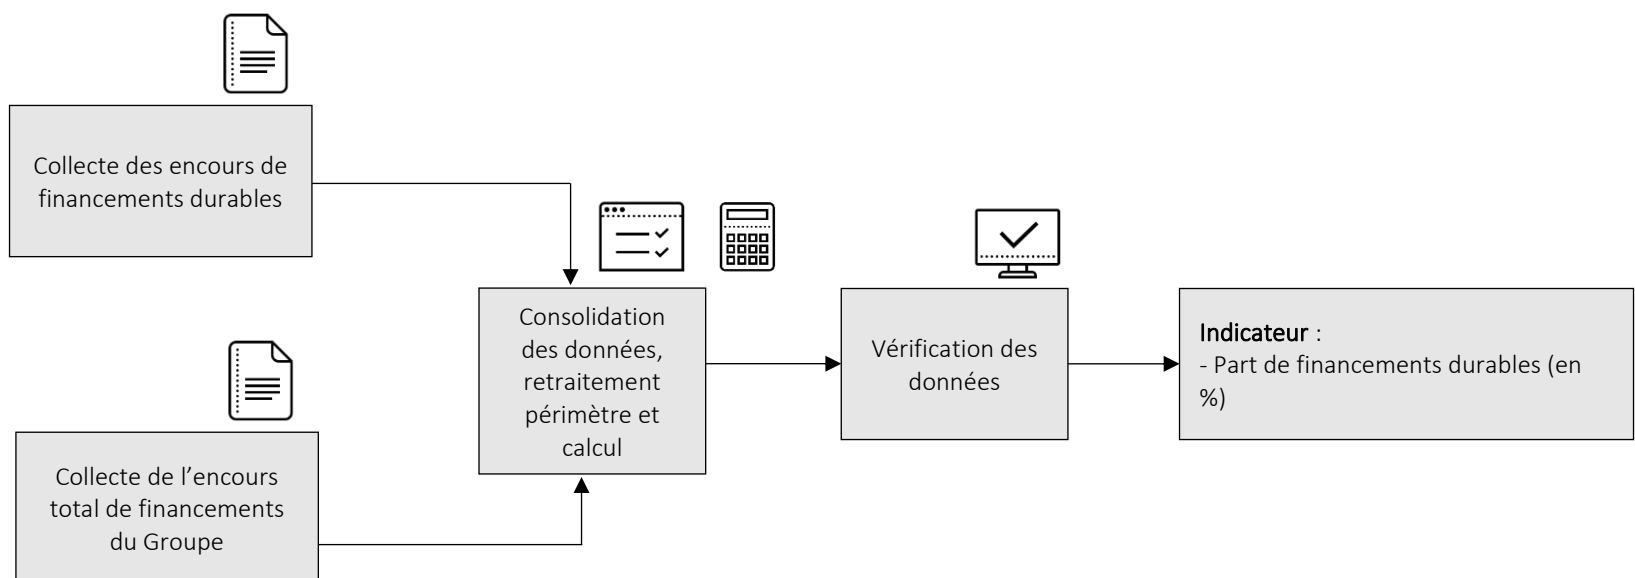 Collecte des encours de
financements durables
Collecte de l’encours
total de financements
du Groupe
Consolidation
des données,
retraitement
périmètre et
calcul
Vérification des
données
Indicateur :
- Part de financements durables (en
%)